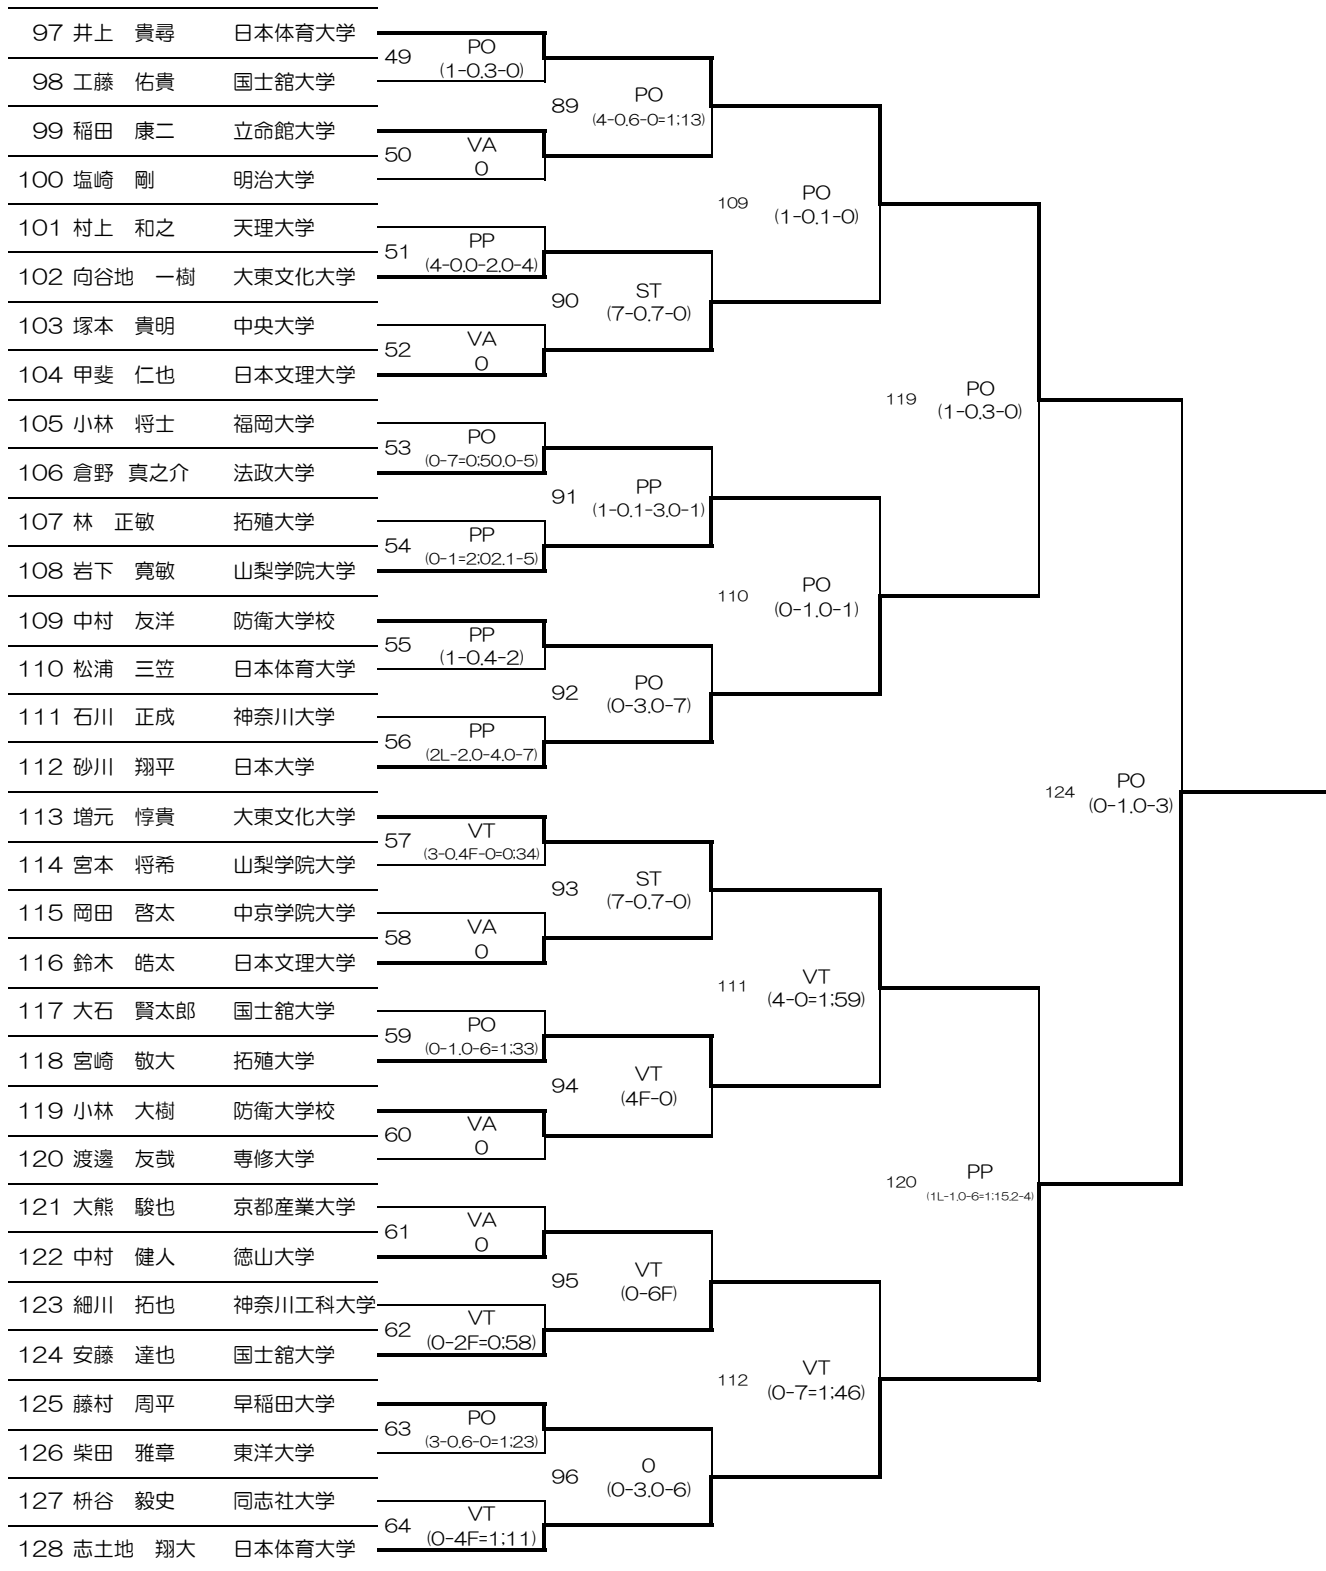 97 井上 貴尋 日本体育大学
49 PO
(1-0,3-0)
98 工藤 佑貴 国士舘大学
89 PO
(4-0,6-0=1:13)
99 稲田 康二 立命館大学
50 VA
0
100 塩崎 剛 明治大学
109 PO
(1-0,1-0)
101 村上 和之 天理大学
51 PP
(4-0,0-2,0-4)
102 向谷地 一樹 大東文化大学
90 ST
(7-0,7-0)
103 塚本 貴明 中央大学
52 VA
0
104 甲斐 仁也 日本文理大学
119 PO
(1-0,3-0)
105 小林 将士 福岡大学
53 PO
(0-7=0:50,0-5)
106 倉野 真之介 法政大学
91 PP
(1-0,1-3,0-1)
107 林 正敏 拓殖大学
54 PP
(0-1=2:02,1-5)
108 岩下 寛敏 山梨学院大学
110 PO
(0-1,0-1)
109 中村 友洋 防衛大学校
55 PP
(1-0,4-2)
110 松浦 三笠 日本体育大学
92 PO
(0-3,0-7)
111 石川 正成 神奈川大学
56 PP
(2L-2,0-4,0-7)
112 砂川 翔平 日本大学
124 PO
(0-1,0-3)
113 増元 惇貴 大東文化大学
57 VT
(3-0,4F-0=0:34)
114 宮本 将希 山梨学院大学
93 ST
(7-0,7-0)
115 岡田 啓太 中京学院大学
58 VA
0
116 鈴木 皓太 日本文理大学
111 VT
(4-0=1:59)
117 大石 賢太郎 国士舘大学
59 PO
(0-1,0-6=1:33)
118 宮崎 敬大 拓殖大学
94 VT
(4F-0)
119 小林 大樹 防衛大学校
60 VA
0
120 渡邊 友哉 専修大学
120 PP
(1L-1,0-6=1:15,2-4)
121 大熊 駿也 京都産業大学
61 VA
0
122 中村 健人 徳山大学
95 VT
(0-6F)
123 細川 拓也 神奈川工科大学
62 VT
(0-2F=0:58)
124 安藤 達也 国士舘大学
112 VT
(0-7=1:46)
125 藤村 周平 早稲田大学
63 PO
(3-0,6-0=1:23)
126 柴田 雅章 東洋大学
96 0
(0-3,0-6)
127 枡谷 毅史 同志社大学
64 VT
(0-4F=1:11)
128 志土地 翔大 日本体育大学